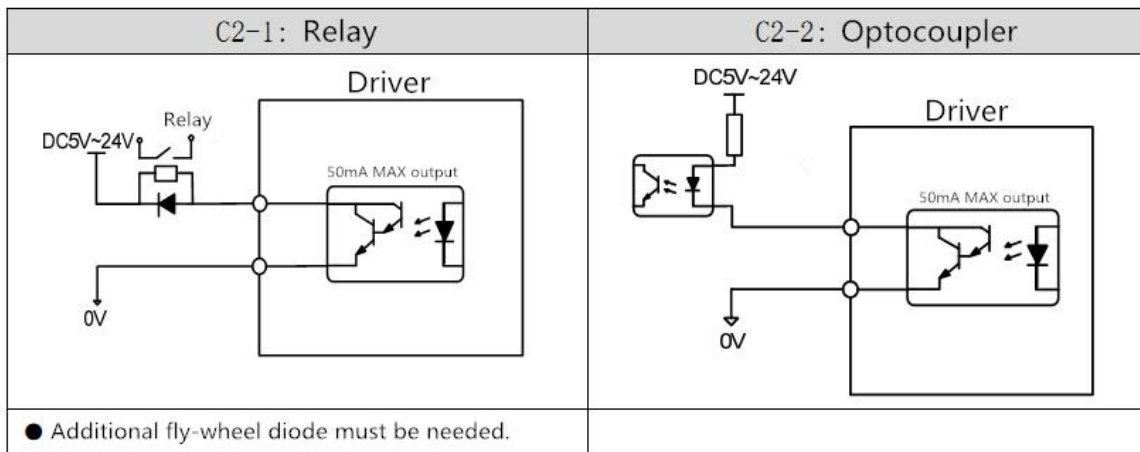 C2-1: Relay
C2-2: Optocoupler
Driver
Relay
DC5V~24V
50mA MAX output
0V
DC5V~24V
Driver
50mA MAX output
0V
● Additional fly-wheel diode must be needed.